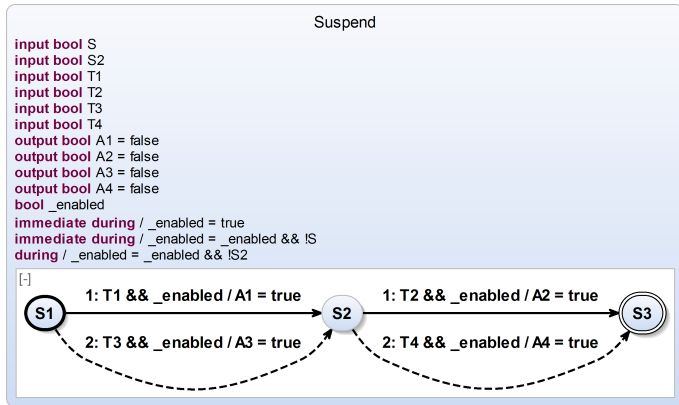 Suspend
input bool S
input bool S2
input bool T1
input bool T2
input bool T3
input bool T4
output bool A1 = false
output bool A2 = false
output bool A3 = false
output bool A4 = false
bool _enabled
immediate during / _enabled = true
immediate during / _enabled = _enabled && !S
during / _enabled = _enabled && !S2
[-]
1: T1 && _enabled / A1 = true
1: T2 && _enabled / A2 = true
S1
S2
S3
2: T3 && _enabled / A3 = true
2: T4 && _enabled / A4 = true